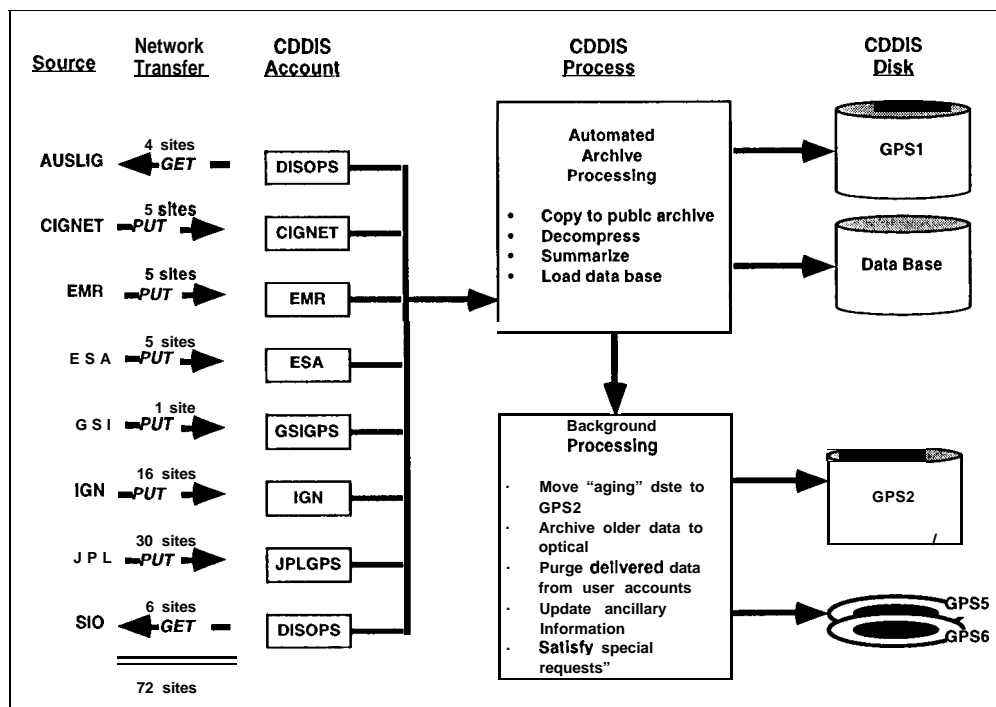 Source
Network
Transfer
CDDIS
Account
CDDIS
Process
CDDIS
Disk
AUSLIG
4 sites
GET
DISOPS
CIGNET
5 sites
PUT
CIGNET
EMR
5 sites
PUT
EMR
E S A
5 sites
PUT
ESA
G S I
1 site
PUT
GSIGPS
IGN
16 sites
PUT
IGN
J P L
30 sites
PUT
JPLGPS
SIO
6 sites
GET
DISOPS
72 sites
Automated
Archive
Processing
• Copy to pubic archive
• Decompress
• Summarize
• Load data base
Background
Processing
· Move “aging” dste to
GPS2
· Archive older data to
optical
· Purge delivered data
from user accounts
· Update ancillary
Information
· Satisfy special
requests”
GPS1
Data Base
GPS2
GPS5
GPS6